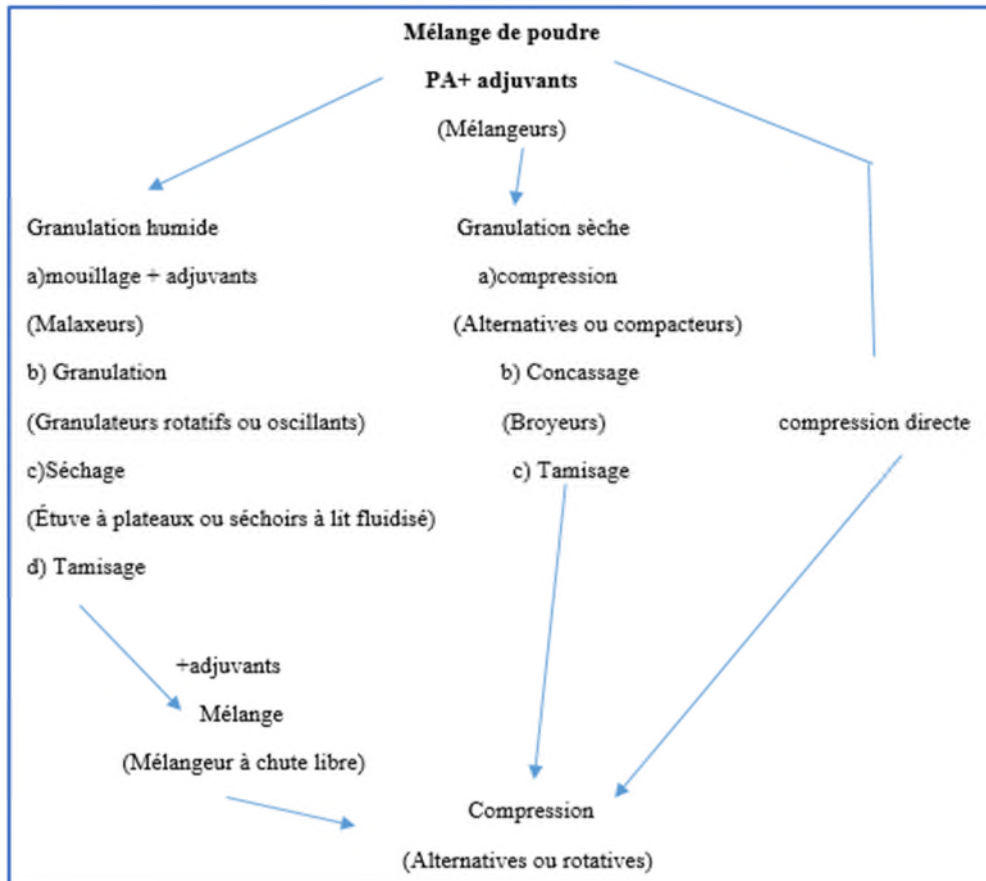 Mélange de poudre
PA+ adjuvants
(Mélangeurs)
Granulation humide
a)mouillage + adjuvants
(Malaxeurs)
b) Granulation
(Granulateurs rotatifs ou oscillants)
c)Séchage
(Étuve à plateaux ou séchoirs à lit fluidisé)
d) Tamisage
+adjuvants
Mélange
(Mélangeur à chute libre)
Granulation sèche
a)compression
(Alternatives ou compacteurs)
b) Concassage
(Broyeurs)
c) Tamisage
compression directe
Compression
(Alternatives ou rotatives)